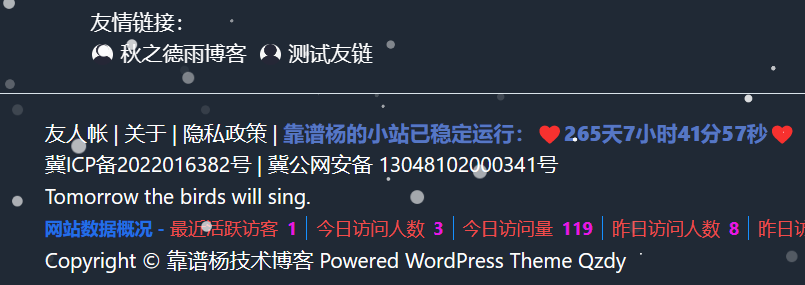 友情链接：
秋之德雨博客 测试友链
友人帐 | 关于 | 隐私政策 | 靠谱杨的小站已稳定运行：❤️265天7小时41分57秒❤️
冀ICP备2022016382号 | 冀公网安备 13048102000341号
Tomorrow the birds will sing.
网站数据概况 - 最近活跃访客 1 | 今日访问人数 3 | 今日访问量 119 | 昨日访问人数 8 | 昨日访
Copyright © 靠谱杨技术博客 Powered WordPress Theme Qzdy